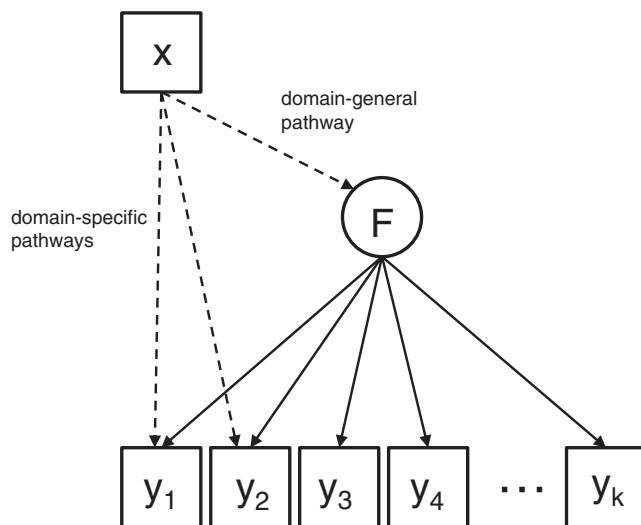 x
domain-general
pathway
domain-specific
pathways
F
y1 y2 y3 y4 ... yk